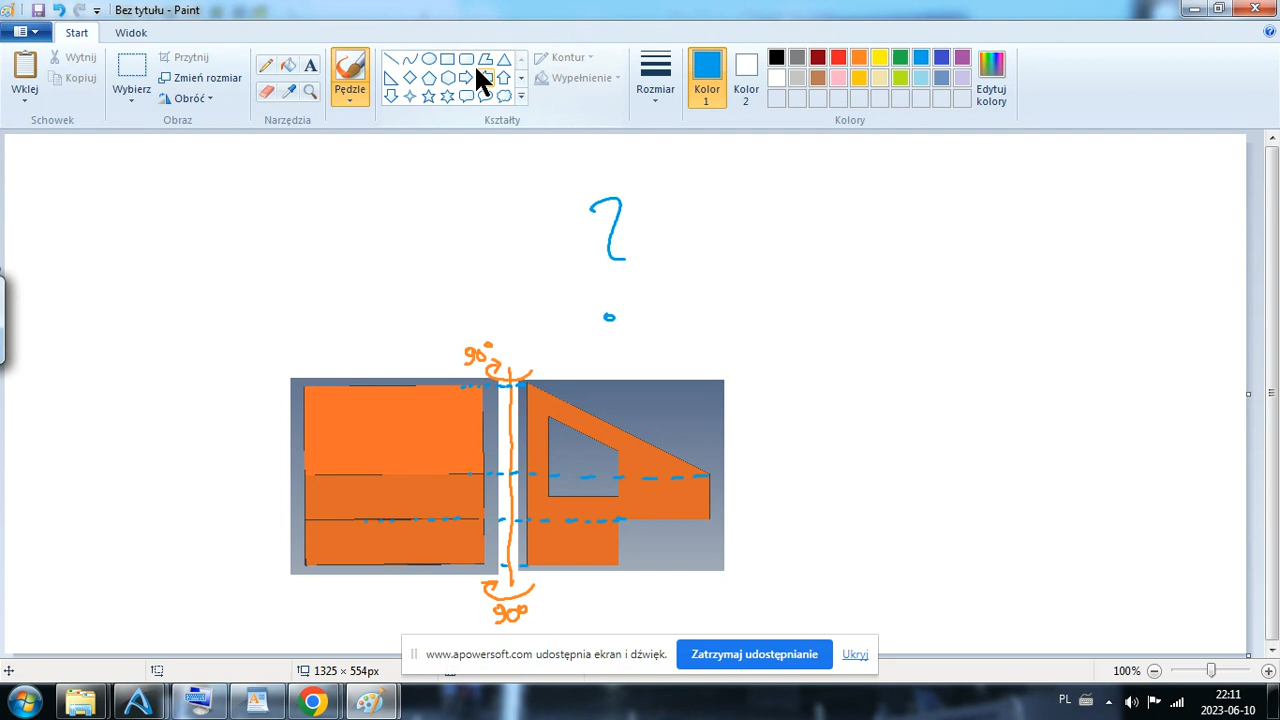 Bez tytułu - Paint
Start
Widok
Wklej
Wytnij
Kopiuj
Schowek
Wybierz
Przytnij
Zmień rozmiar
Obróć
Obraz
Narzędzia
Pędzle
Kształty
Kontur
Wypełnienie
Rozmiar
Kolor
1
Kolor
2
Edytuj
kolory
Kolory
?
90°
90°
www.apowersoft.com udostępnia ekran i dźwięk.
Zatrzymaj udostępnianie
Ukryj
1325 × 554px
100%
PL
22:11
2023-06-10